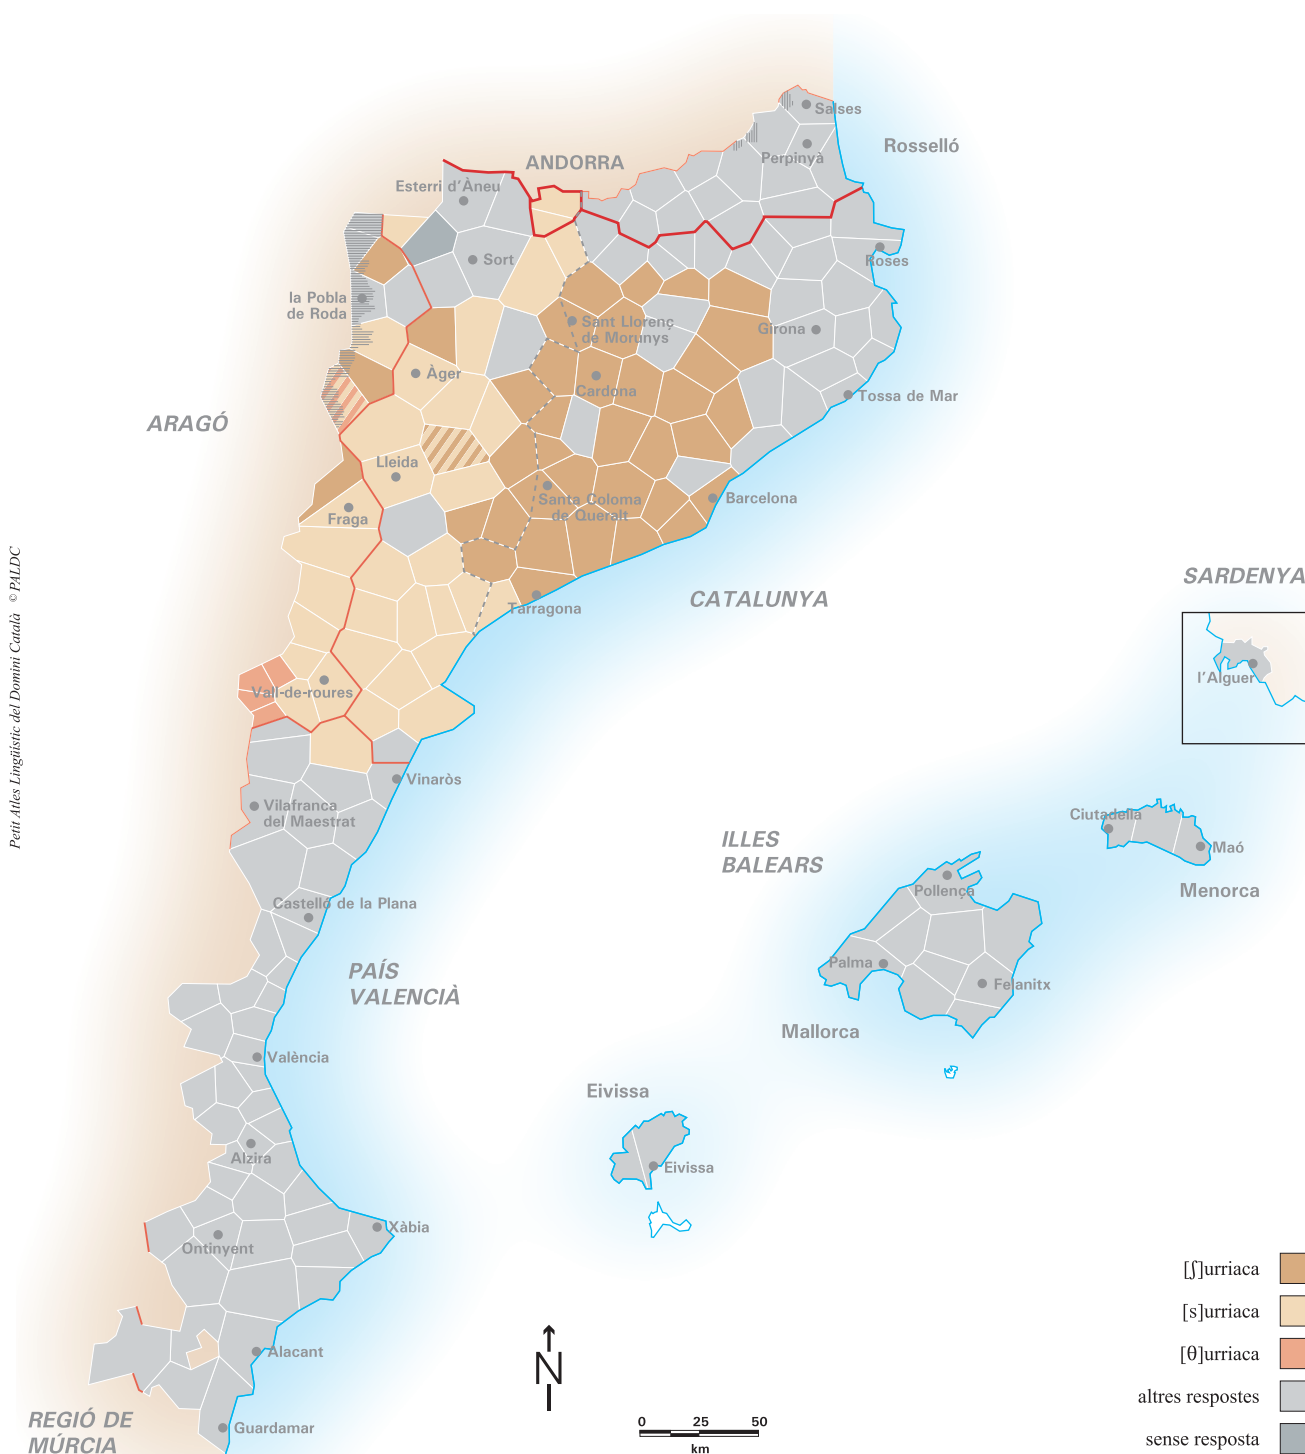 Salses
Rosselló
Perpinyà
ANDORRA
Esterri d'Àneu
Sort
Roses
la Pobla
de Roda
Sant Llorenç
de Morunys
Girona
Àger
Cardona
Tossa de Mar
ARAGÓ
Lleida
Santa Coloma
de Queralt
Barcelona
Fraga
Petit Atles Lingüístic del Domini Català © PALDC
SARDENYA
CATALUNYA
Tarragona
l'Alguer
Vall-de-roures
Vinaròs
Vilafranca
del Maestrat
Ciutadella
Maó
ILLES
BALEARS
Pollença
Menorca
Castelló de la Plana
PAÍS
VALENCIÀ
Palma
Felanitx
Mallorca
València
Eivissa
Alzira
Eivissa
Xàbia
Ontinyent
[ʃ]urriaca
[s]urriaca
[θ]urriaca
altres respostes
sense resposta
Alacant
N
REGIÓ DE
MÚRCIA
Guardamar
0 25 50
km